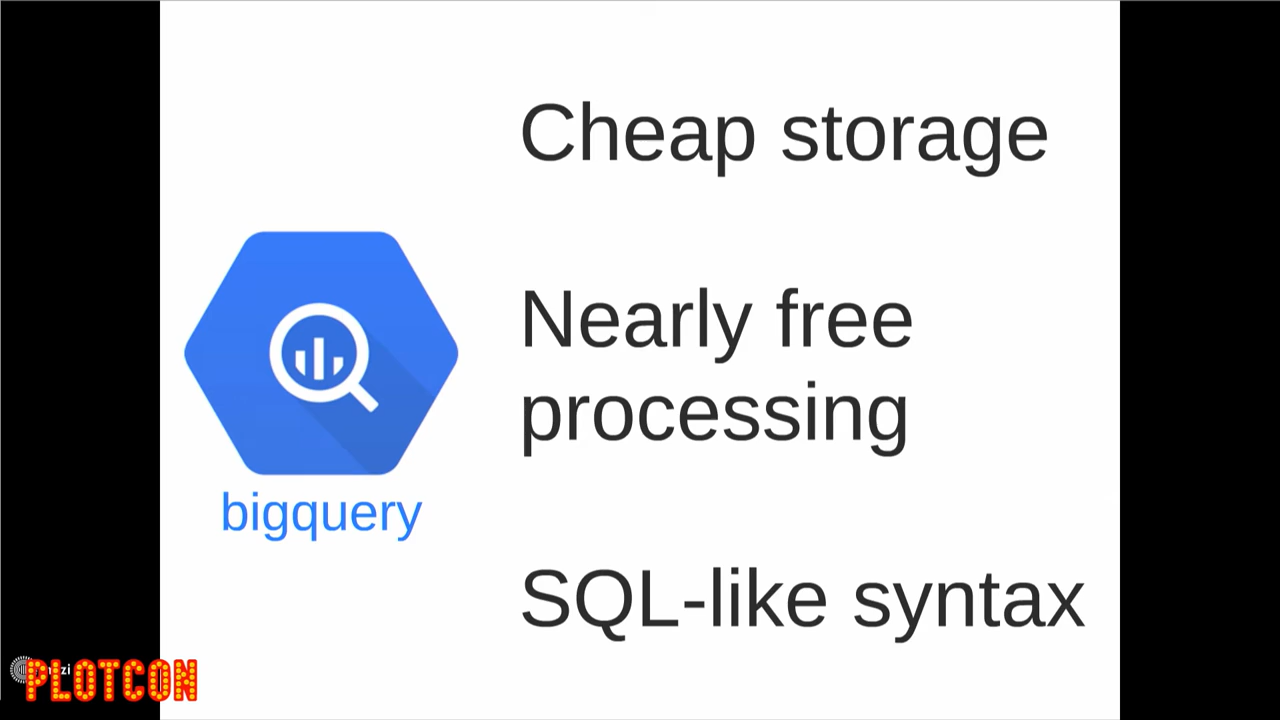 Cheap storage
Nearly free
processing
SQL-like syntax
bigquery
PLOTCON